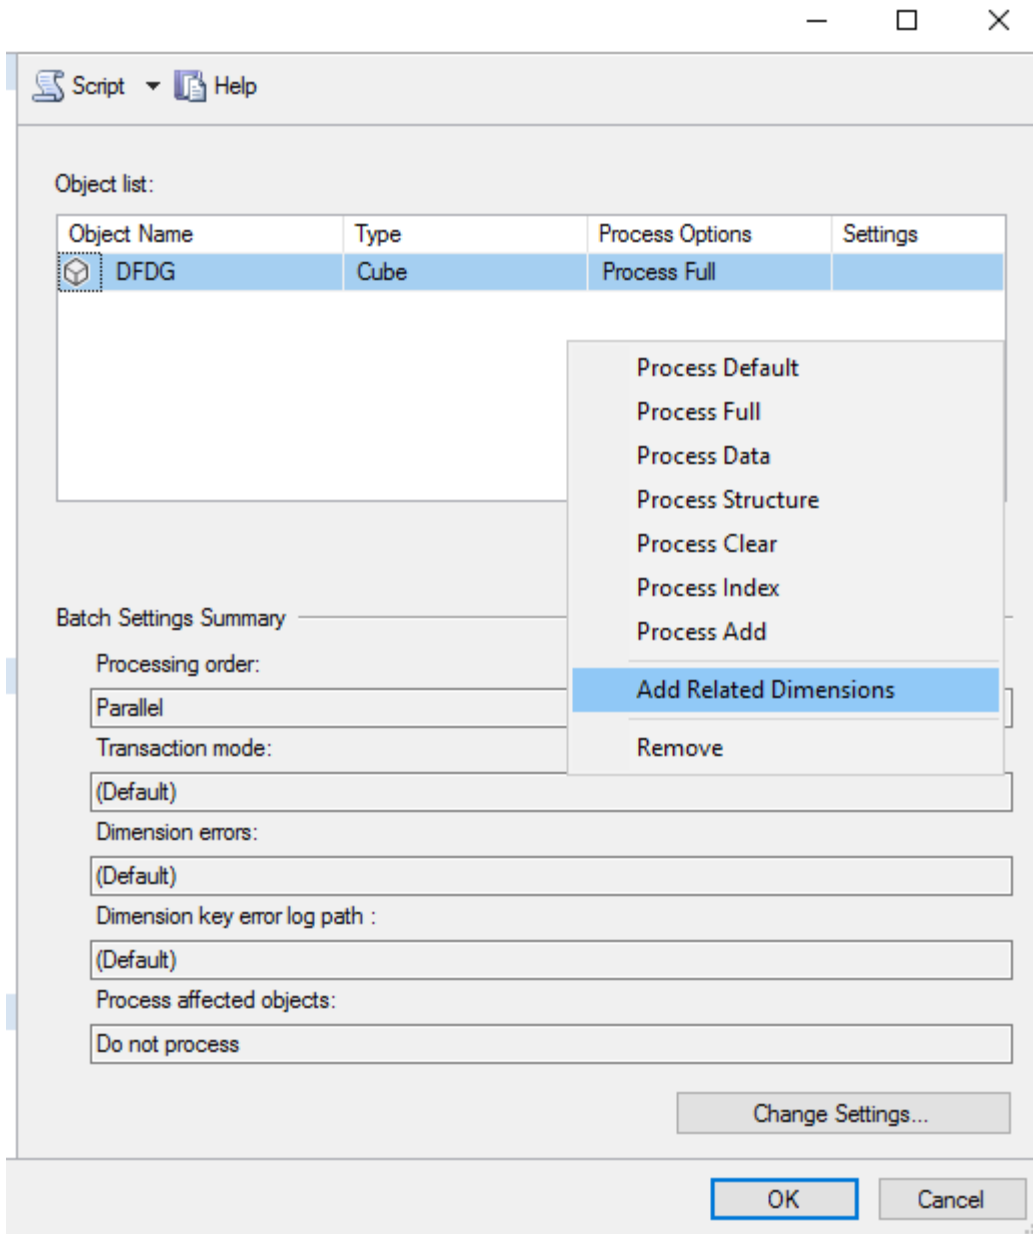 Script Help
Object list:
Object Name Type Process Options Settings
DFDG Cube Process Full
Process Default
Process Full
Process Data
Process Structure
Process Clear
Process Index
Process Add
Add Related Dimensions
Remove
Batch Settings Summary
Processing order:
Parallel
Transaction mode:
(Default)
Dimension errors:
(Default)
Dimension key error log path :
(Default)
Process affected objects:
Do not process
Change Settings...
OK Cancel